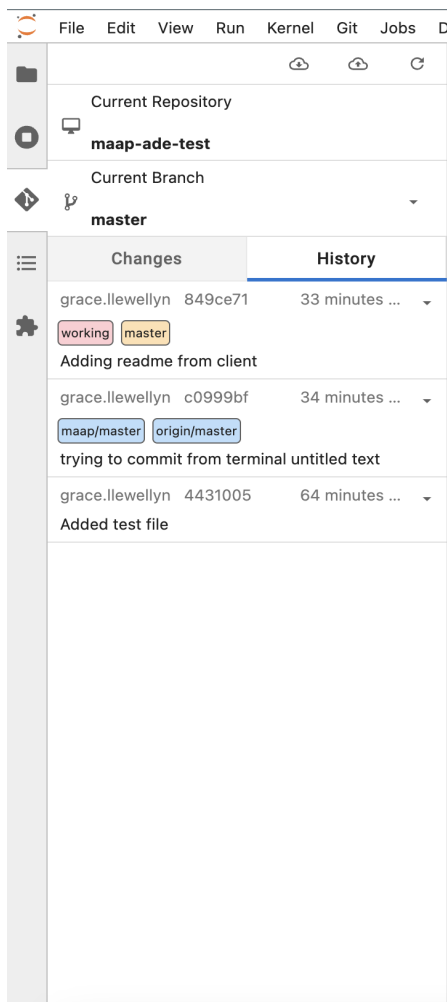 File Edit View Run Kernel Git Jobs D
Current Repository
maap-ade-test
Current Branch
master
Changes History
grace.llewellyn 849ce71 33 minutes ...
working master
Adding readme from client
grace.llewellyn c0999bf 34 minutes ...
maap/master origin/master
trying to commit from terminal untitled text
grace.llewellyn 4431005 64 minutes ...
Added test file